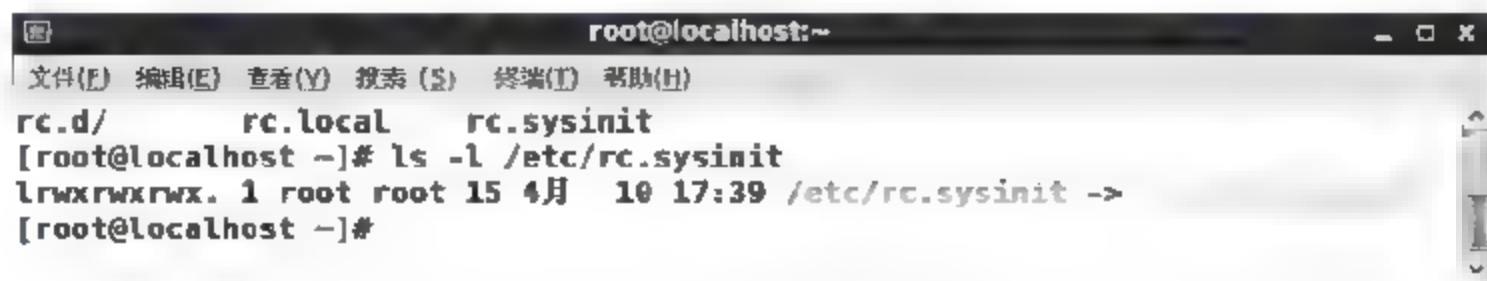 root@localhost:~
文件(F) 编辑(E) 查看(V) 搜索 (S) 终端(T) 帮助(H)
rc.d/ rc.local rc.sysinit
[root@localhost ~]# ls -l /etc/rc.sysinit
lrwxrwxrwx. 1 root root 15 4月 10 17:39 /etc/rc.sysinit ->
[root@localhost ~]#